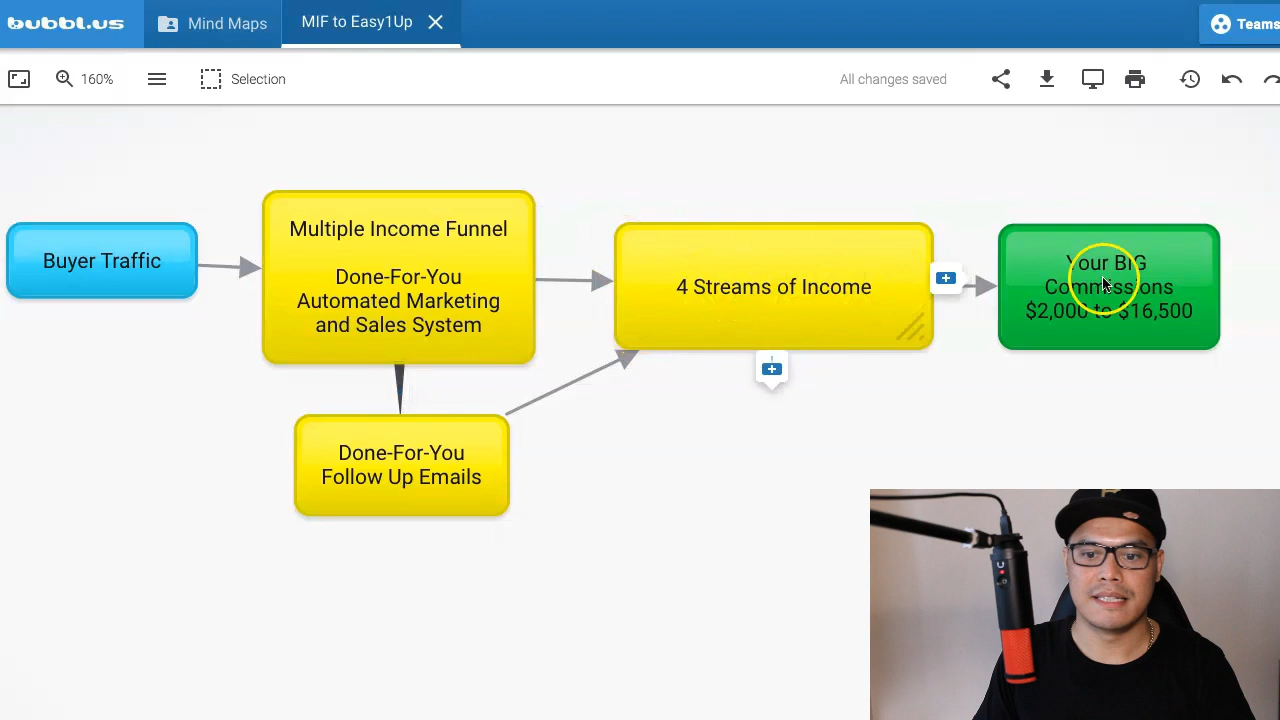 bubbl.us
Mind Maps
MIF to Easy1Up
Teams
160%
Selection
All changes saved
Buyer Traffic
Multiple Income Funnel
Done-For-You
Automated Marketing
and Sales System
4 Streams of Income
Your BIG
Commissions
$2,000 to $16,500
Done-For-You
Follow Up Emails